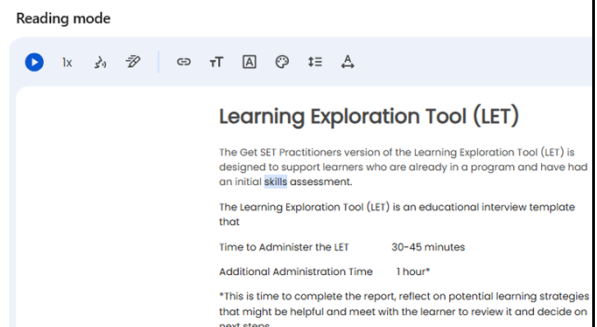 Reading mode
1x
Learning Exploration Tool (LET)
The Get SET Practitioners version of the Learning Exploration Tool (LET) is
designed to support learners who are already in a program and have had
an initial skills assessment.
The Learning Exploration Tool (LET) is an educational interview template
that
Time to Administer the LET 30-45 minutes
Additional Administration Time 1 hour*
*This is time to complete the report, reflect on potential learning strategies
that might be helpful and meet with the learner to review it and decide on
next steps